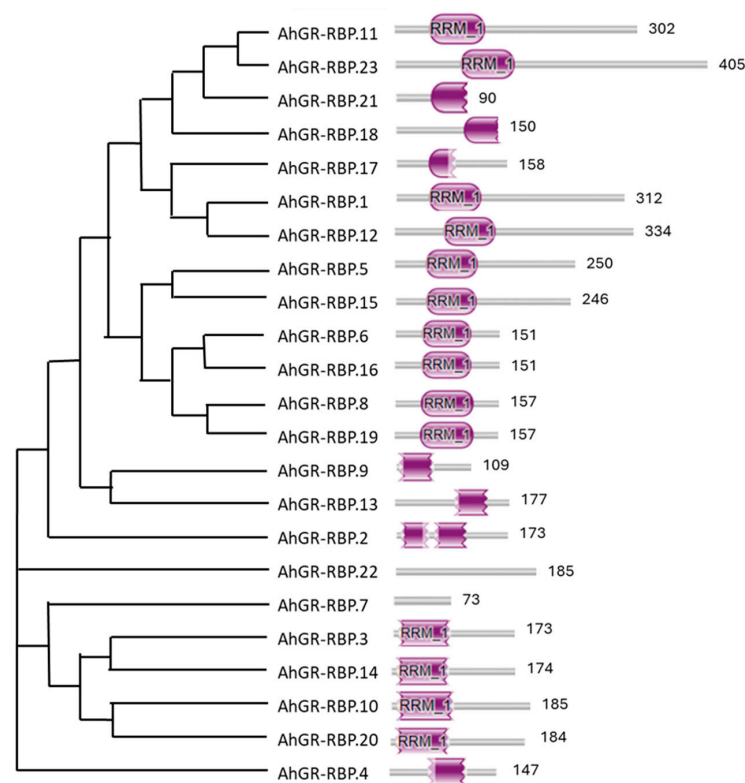 AhGR-RBP.11 RRM_1 302
AhGR-RBP.23 RRM_1 405
AhGR-RBP.21 90
AhGR-RBP.18 150
AhGR-RBP.17 158
AhGR-RBP.1 RRM_1 312
AhGR-RBP.12 RRM_1 334
AhGR-RBP.5 RRM_1 250
AhGR-RBP.15 RRM_1 246
AhGR-RBP.6 RRM_1 151
AhGR-RBP.16 RRM_1 151
AhGR-RBP.8 RRM_1 157
AhGR-RBP.19 RRM_1 157
AhGR-RBP.9 109
AhGR-RBP.13 177
AhGR-RBP.2 173
AhGR-RBP.22 185
AhGR-RBP.7 73
AhGR-RBP.3 RRM_1 173
AhGR-RBP.14 RRM_1 174
AhGR-RBP.10 RRM_1 185
AhGR-RBP.20 RRM_1 184
AhGR-RBP.4 147